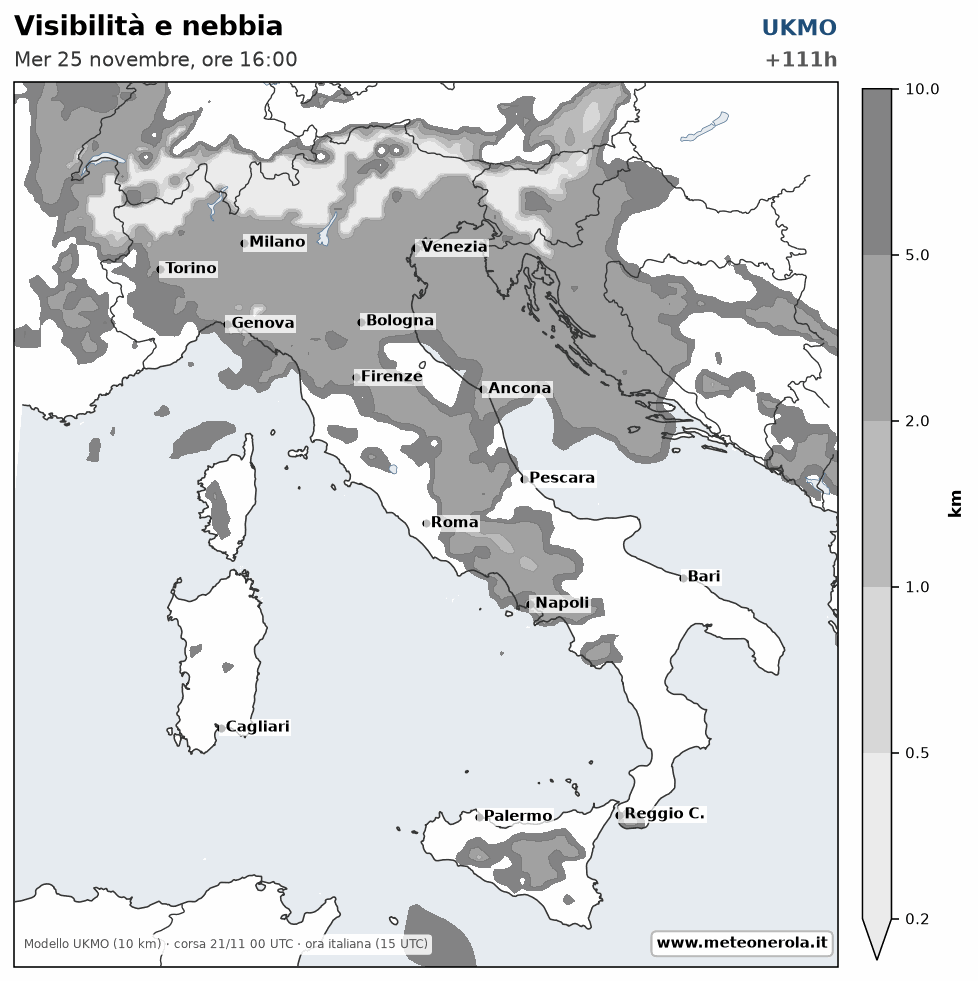 Visibilità e nebbia
UKMO
Mer 25 novembre, ore 16:00
+111h
10.0
5.0
2.0
1.0
0.5
0.2
km
Milano
Venezia
Torino
Genova
Bologna
Firenze
Ancona
Pescara
Roma
Bari
Napoli
Cagliari
Palermo
Reggio C.
Modello UKMO (10 km) · corsa 21/11 00 UTC · ora italiana (15 UTC)
www.meteonerola.it